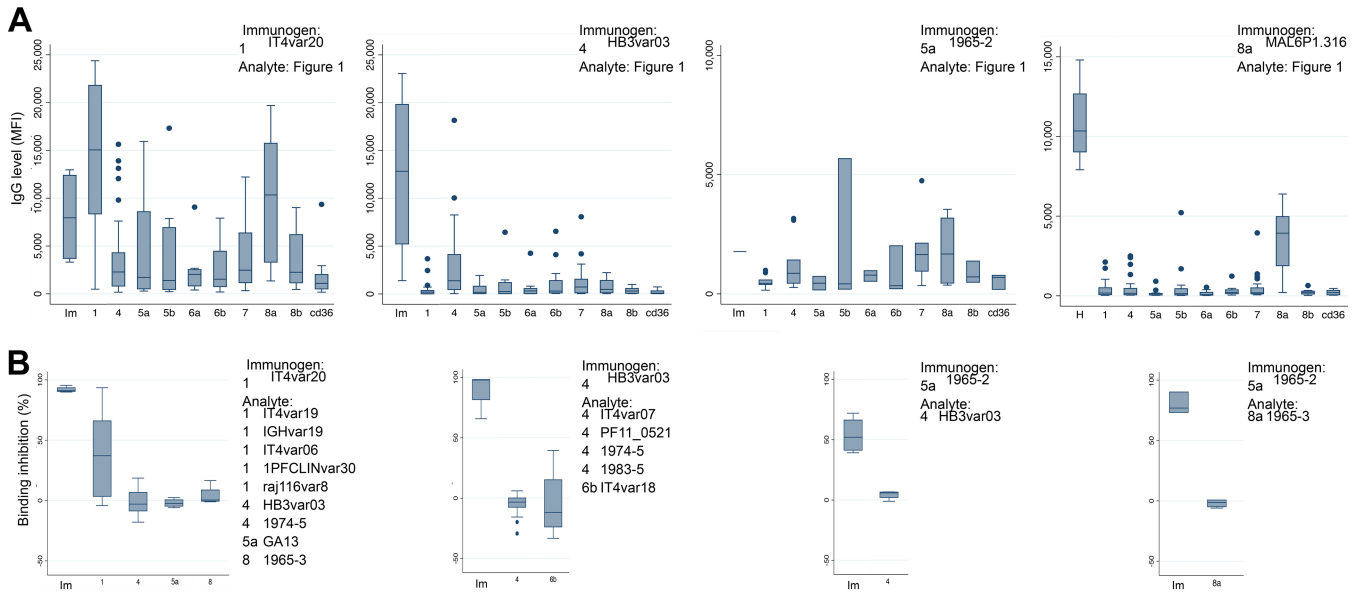 A
Immunogen:
1 IT4var20
Analyte: Figure 1
IgG level (MFI)
25,000
20,000
15,000
10,000
5,000
0
Im 1 4 5a 5b 6a 6b 7 8a 8b cd36
Immunogen:
4 HB3var03
Analyte: Figure 1
25,000
20,000
15,000
10,000
5,000
0
Im 1 4 5a 5b 6a 6b 7 8a 8b cd36
Immunogen:
5a 1965-2
Analyte: Figure 1
10,000
5,000
0
Im 1 4 5a 5b 6a 6b 7 8a 8b cd36
Immunogen:
8a MAL6P1.316
Analyte: Figure 1
15,000
10,000
5,000
0
H 1 4 5a 5b 6a 6b 7 8a 8b cd36
B
Immunogen:
1 IT4var20
Analyte:
1 IT4var19
1 IGHvar19
1 IT4var06
1 1PFCLINvar30
1 raj116var8
4 HB3var03
4 1974-5
5a GA13
8 1965-3
Binding inhibition (%)
100
50
0
-50
Im 1 4 5a 8
Immunogen:
4 HB3var03
Analyte:
4 IT4var07
4 PF11_0521
4 1974-5
4 1983-5
6b IT4var18
100
50
0
-50
Im 4 6b
Immunogen:
5a 1965-2
Analyte:
4 HB3var03
100
50
0
-50
Im 4
Immunogen:
5a 1965-2
Analyte:
8a 1965-3
100
50
0
-50
Im 8a